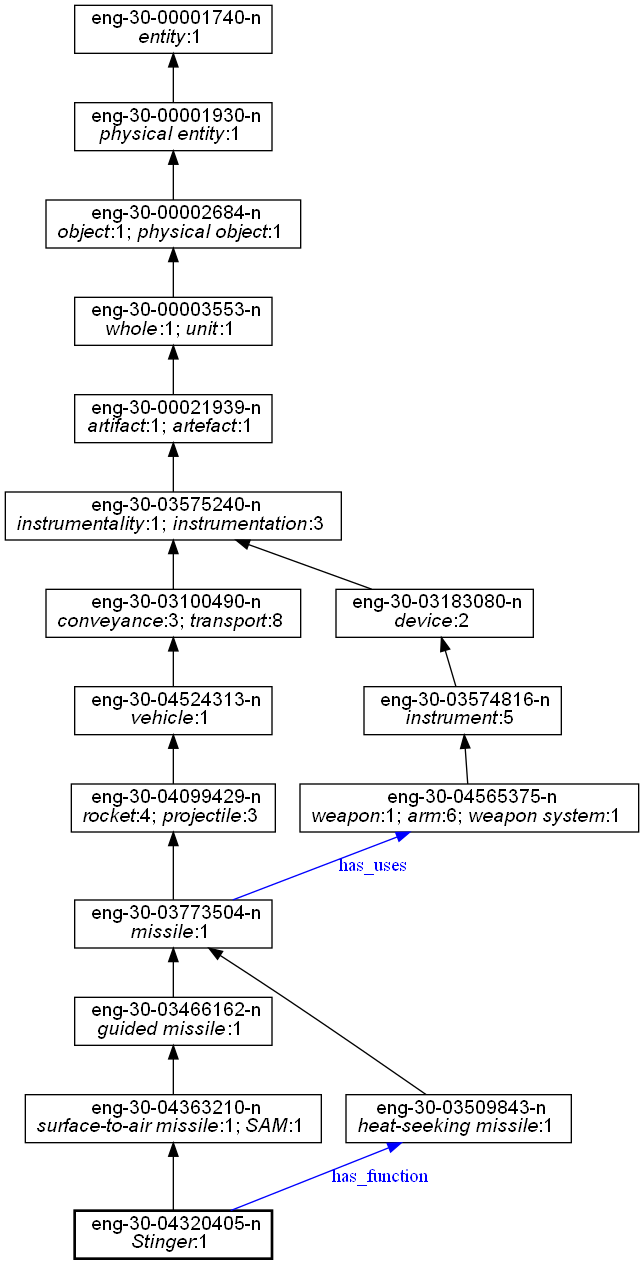 eng-30-00001740-n
entity:1
eng-30-00001930-n
physical entity:1
eng-30-00002684-n
object:1; physical object:1
eng-30-00003553-n
whole:1; unit:1
eng-30-00021939-n
artifact:1; artefact:1
eng-30-03575240-n
instrumentality:1; instrumentation:3
eng-30-03100490-n
conveyance:3; transport:8
eng-30-03183080-n
device:2
eng-30-04524313-n
vehicle:1
eng-30-03574816-n
instrument:5
eng-30-04099429-n
rocket:4; projectile:3
eng-30-04565375-n
weapon:1; arm:6; weapon system:1
has_uses
eng-30-03773504-n
missile:1
eng-30-03466162-n
guided missile:1
eng-30-04363210-n
surface-to-air missile:1; SAM:1
eng-30-03509843-n
heat-seeking missile:1
has_function
eng-30-04320405-n
Stinger:1